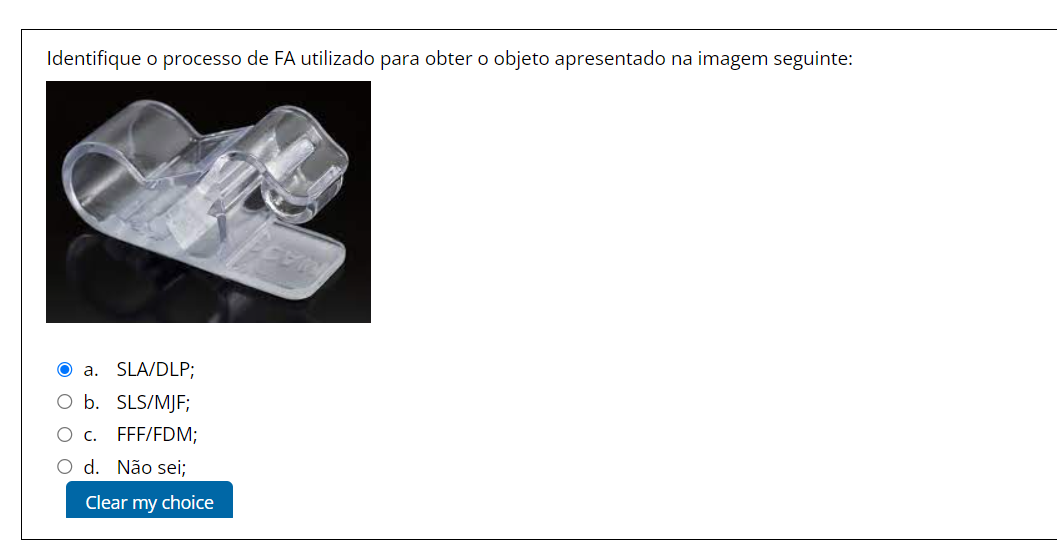 Identifique o processo de FA utilizado para obter o objeto apresentado na imagem seguinte:
a. SLA/DLP;
b. SLS/MJF;
c. FFF/FDM;
d. Não sei;
Clear my choice